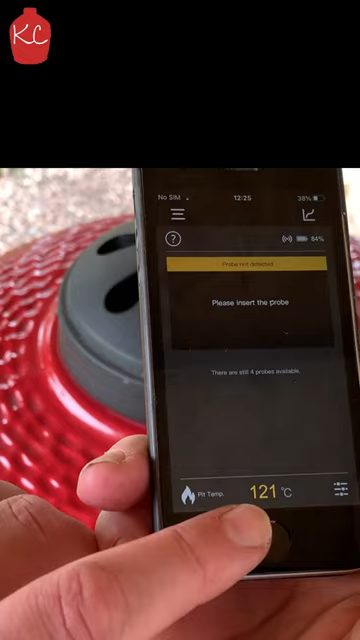 KC
No SIM 12:25 38%
? 84%
Probe not detected
Please insert the probe
There are still 4 probes available.
Pit Temp. 121 °C